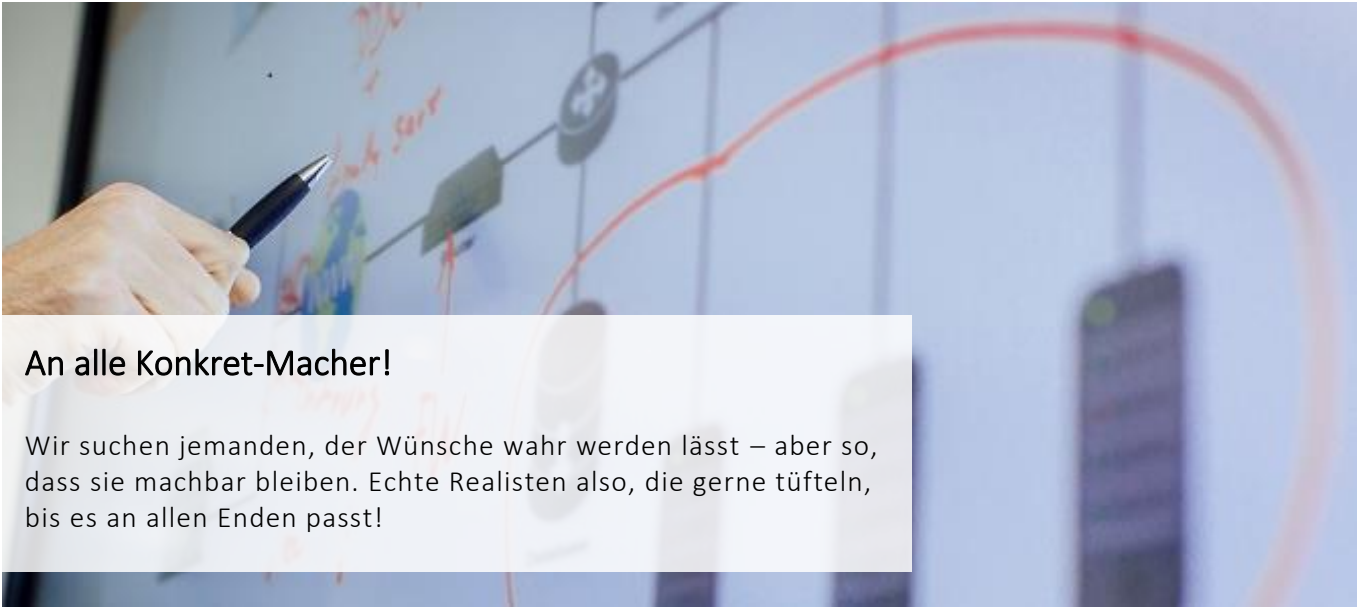 An alle Konkret-Macher!
Wir suchen jemanden, der Wünsche wahr werden lässt – aber so,
dass sie machbar bleiben. Echte Realisten also, die gerne tüfteln,
bis es an allen Enden passt!